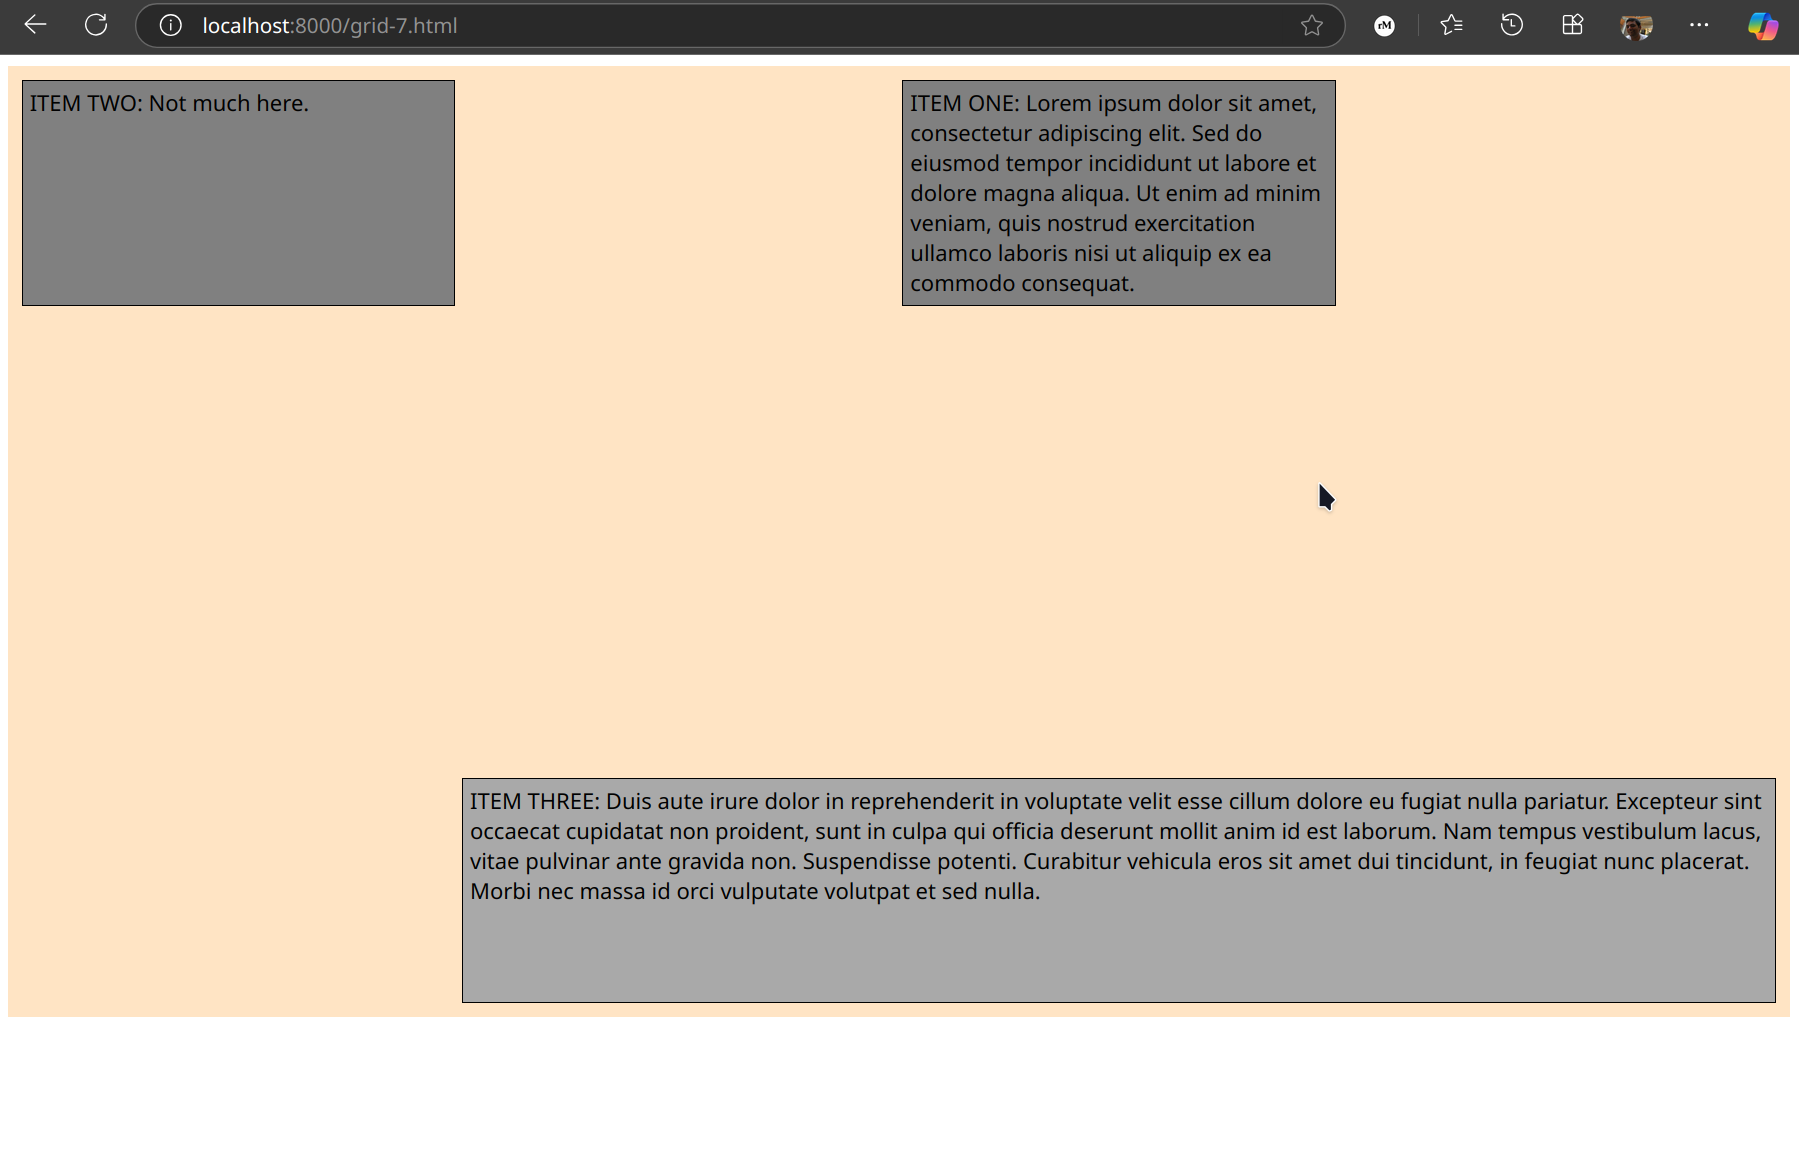 localhost:8000/grid-7.html
rM
ITEM TWO: Not much here.
ITEM ONE: Lorem ipsum dolor sit amet,
consectetur adipiscing elit. Sed do
eiusmod tempor incididunt ut labore et
dolore magna aliqua. Ut enim ad minim
veniam, quis nostrud exercitation
ullamco laboris nisi ut aliquip ex ea
commodo consequat.
ITEM THREE: Duis aute irure dolor in reprehenderit in voluptate velit esse cillum dolore eu fugiat nulla pariatur. Excepteur sint
occaecat cupidatat non proident, sunt in culpa qui officia deserunt mollit anim id est laborum. Nam tempus vestibulum lacus,
vitae pulvinar ante gravida non. Suspendisse potenti. Curabitur vehicula eros sit amet dui tincidunt, in feugiat nunc placerat.
Morbi nec massa id orci vulputate volutpat et sed nulla.